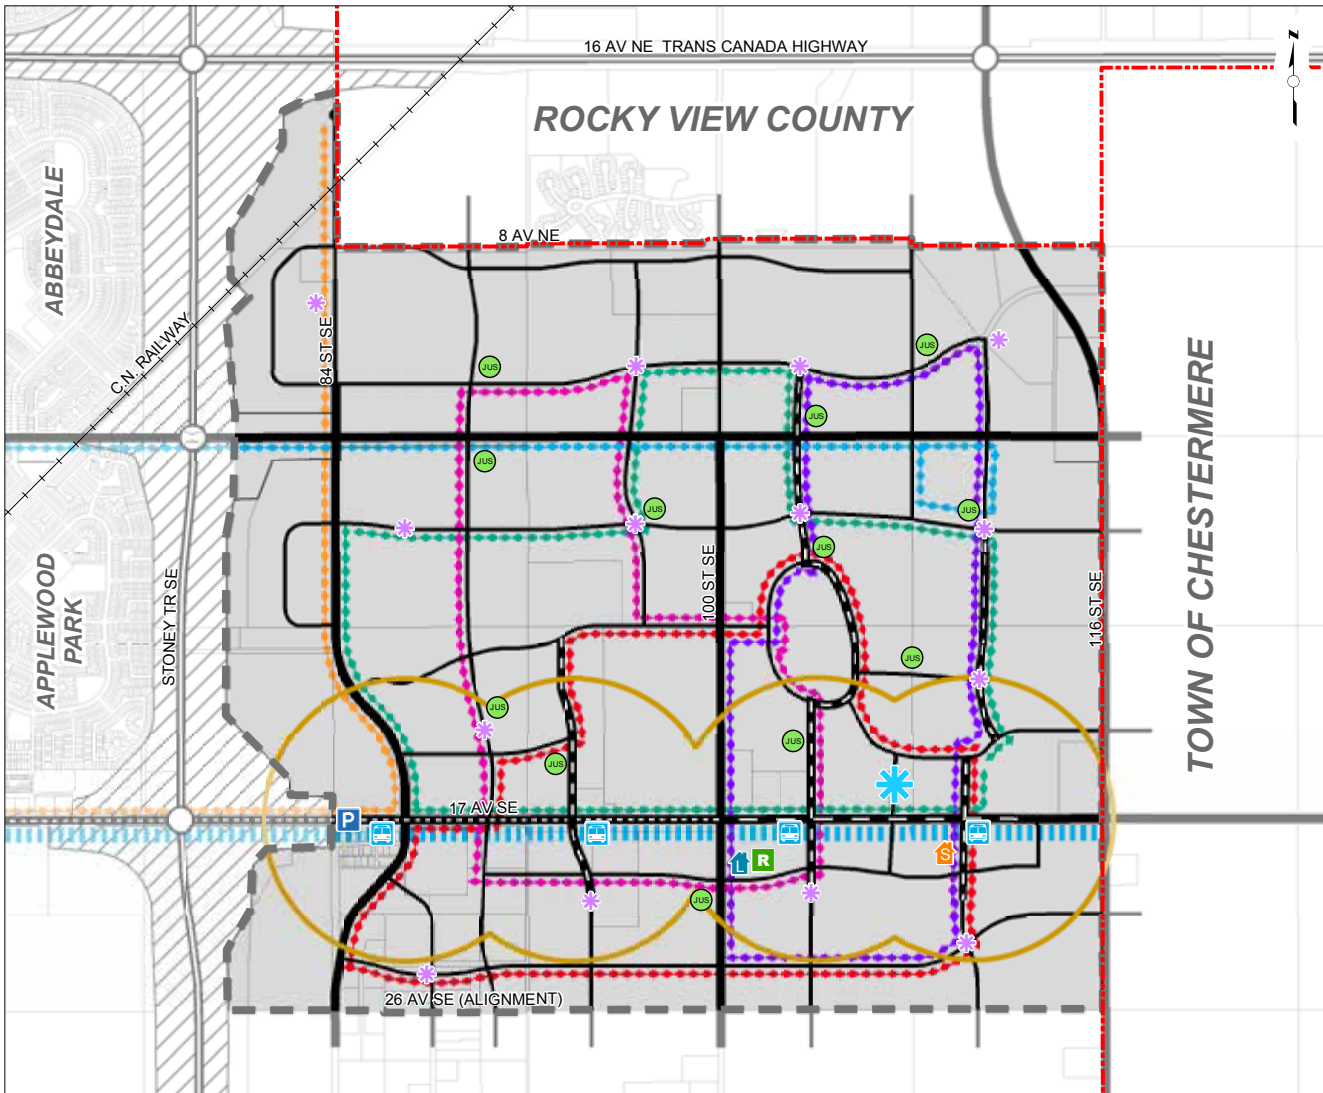 16 AV NE TRANS CANADA HIGHWAY
N
ROCKY VIEW COUNTY
ABBEYDALE
8 AV NE
C.N. RAILWAY
84 ST SE
JUS
JUS
JUS
JUS
JUS
JUS
JUS
TOWN OF CHESTERMERE
APPLEWOOD
PARK
STONEY TR SE
100 ST SE
116 ST SE
JUS
JUS
JUS
JUS
17 AV SE
P
L
R
S
JUS
26 AV SE (ALIGNMENT)